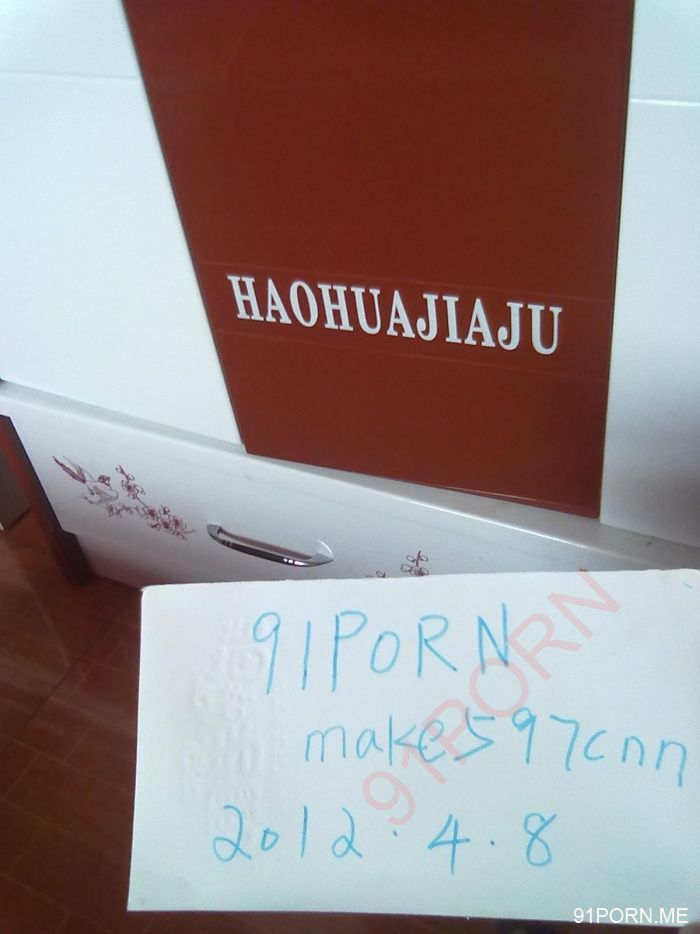 HAOHUAJIAJU
91PORN
make597cnn
2012.4.8
91PORN
91PORN.ME